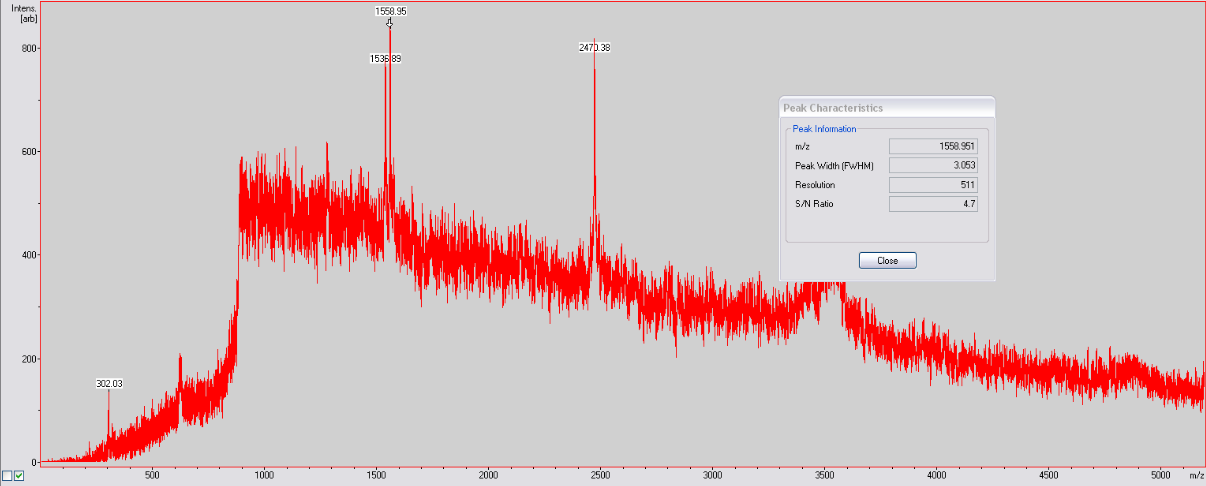 Intens.
[arb]
1558.95
1536.89
2470.38
302.03
800
600
400
200
0
500
1000
1500
2000
2500
3000
3500
4000
4500
5000
m/z
Peak Characteristics
Peak Information
m/z 1558.951
Peak Width (FWHM) 3.053
Resolution 511
S/N Ratio 4.7
Close